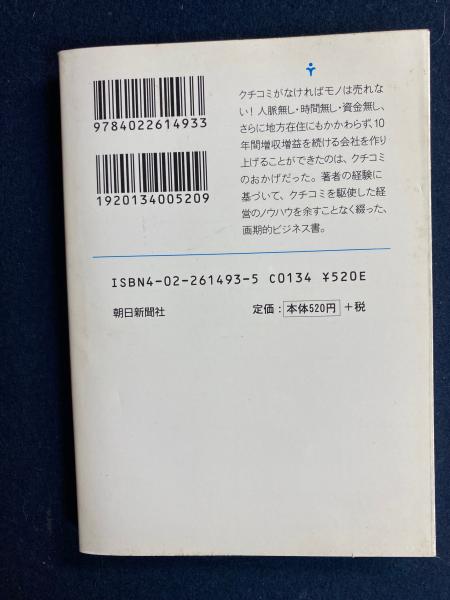 9784022614933
1920134005209
クチコミがなければモノは売れな
い！人脈無し・時間無し・資金無し、
さらに地方在住にもかかわらず、10
年間増収増益を続ける会社を作り
上げることができたのは、クチコミ
のおかげだった。著者の経験に
基づいて、クチコミを駆使した経
営のノウハウを余すことなく綴った、
画期的ビジネス書。
ISBN4-02-261493-5 C0134 ¥520E
朝日新聞社
定価：本体520円 +税